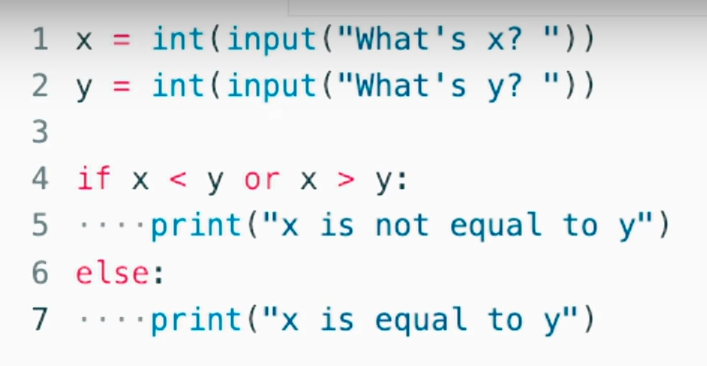 1 x = int(input("What's x? "))
2 y = int(input("What's y? "))
3
4 if x < y or x > y:
5 ····print("x is not equal to y")
6 else:
7 ····print("x is equal to y")